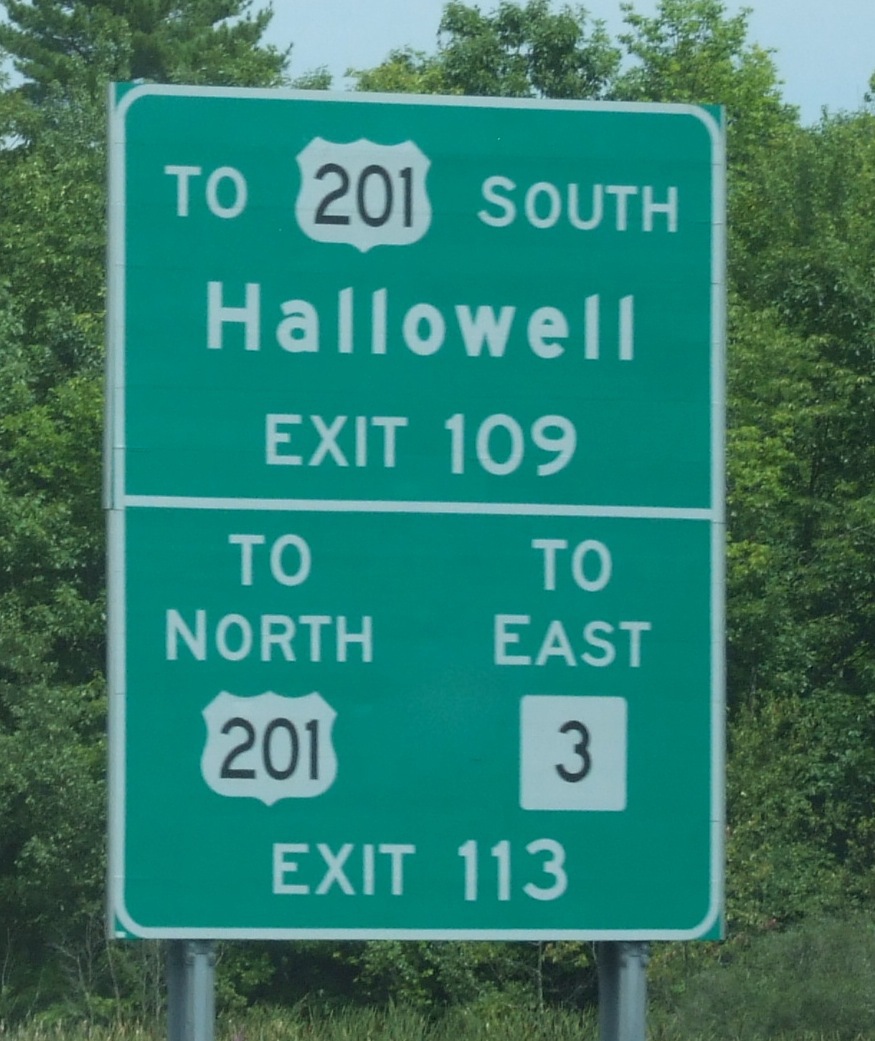 TO 201 SOUTH
Hallowell
EXIT 109
TO TO
NORTH EAST
201 3
EXIT 113